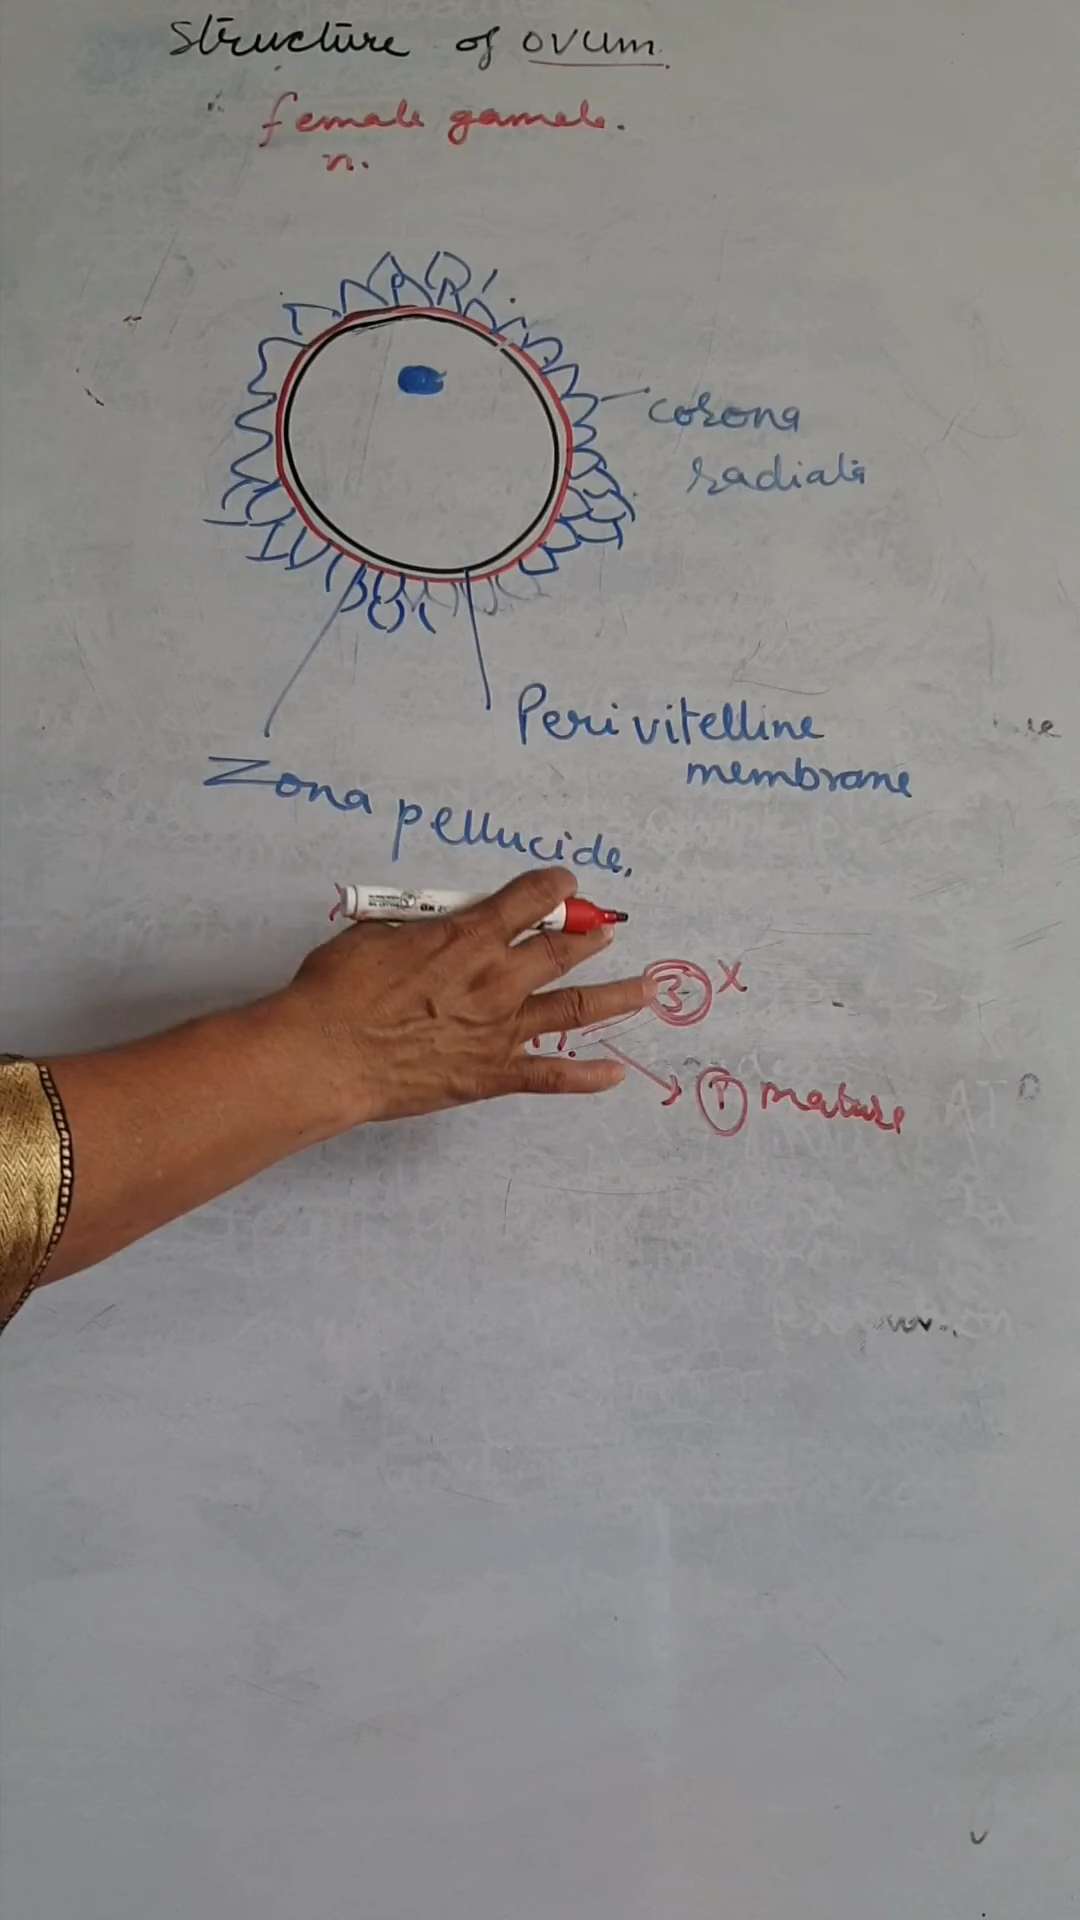 Structure of ovum.
female gamete.
n.
corona
radiata
Perivitelline
membrane
Zona pellucida.
3 X
1 mature